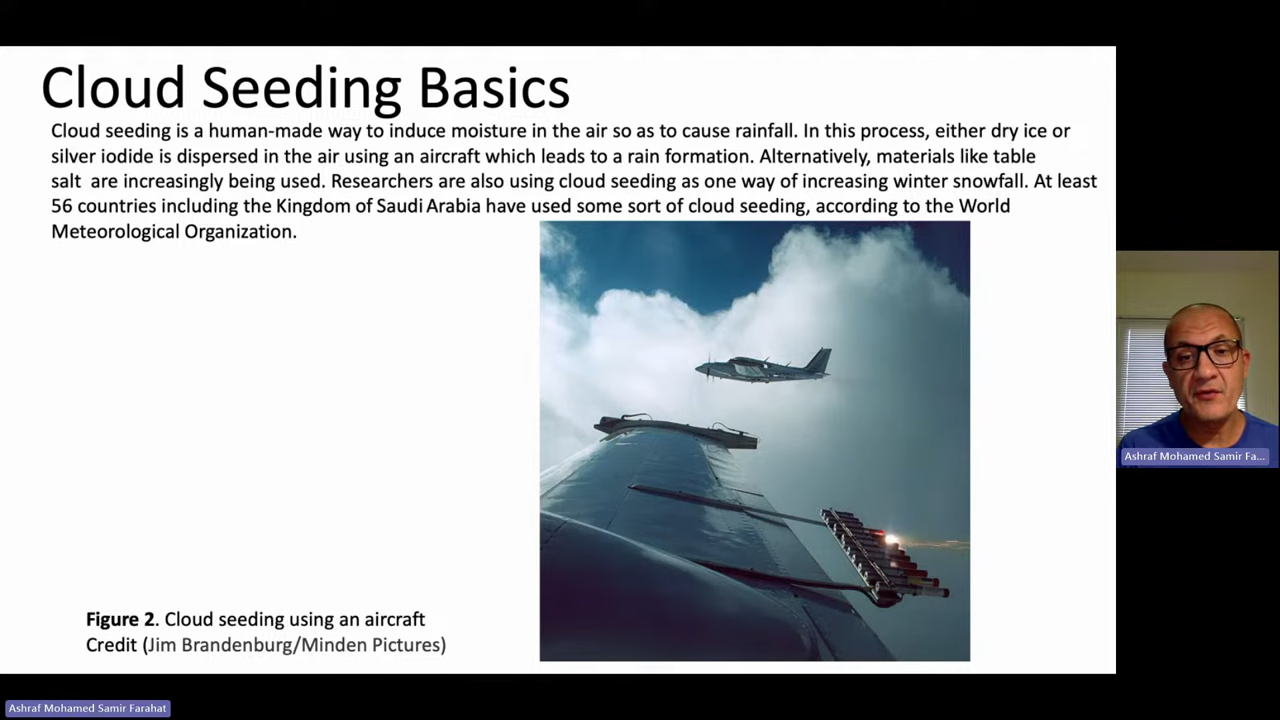 Cloud Seeding Basics
Cloud seeding is a human-made way to induce moisture in the air so as to cause rainfall. In this process, either dry ice or
silver iodide is dispersed in the air using an aircraft which leads to a rain formation. Alternatively, materials like table
salt are increasingly being used. Researchers are also using cloud seeding as one way of increasing winter snowfall. At least
56 countries including the Kingdom of Saudi Arabia have used some sort of cloud seeding, according to the World
Meteorological Organization.
Figure 2. Cloud seeding using an aircraft
Credit (Jim Brandenburg/Minden Pictures)
Ashraf Mohamed Samir Fa...
Ashraf Mohamed Samir Farahat